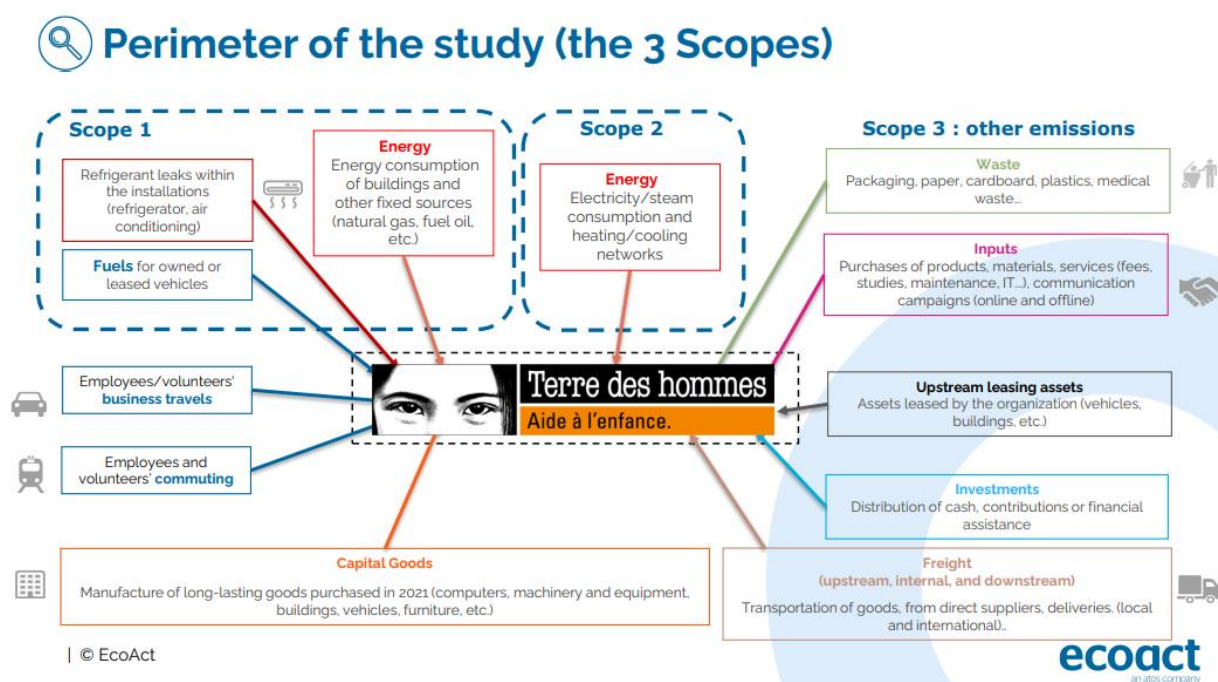 Perimeter of the study (the 3 Scopes)
Scope 1
Refrigerant leaks within
the installations
(refrigerator, air
conditioning)
Energy
Energy consumption
of buildings and
other fixed sources
(natural gas, fuel oil,
etc.)
Fuels for owned or
leased vehicles
Scope 2
Energy
Electricity/steam
consumption and
heating/cooling
networks
Scope 3 : other emissions
Waste
Packaging, paper, cardboard, plastics, medical
waste...
Inputs
Purchases of products, materials, services (fees,
studies, maintenance, IT...), communication
campaigns (online and offline)
Employees/volunteers'
business travels
Employees and
volunteers' commuting
Terre des hommes
Aide à l'enfance.
Upstream leasing assets
Assets leased by the organization (vehicles,
buildings, etc.)
Investments
Distribution of cash, contributions or financial
assistance
Capital Goods
Manufacture of long-lasting goods purchased in 2021 (computers, machinery and equipment,
buildings, vehicles, furniture, etc.)
Freight
(upstream, internal, and downstream)
Transportation of goods, from direct suppliers, deliveries. (local
and international)..
| © EcoAct
ecoact
an atos company